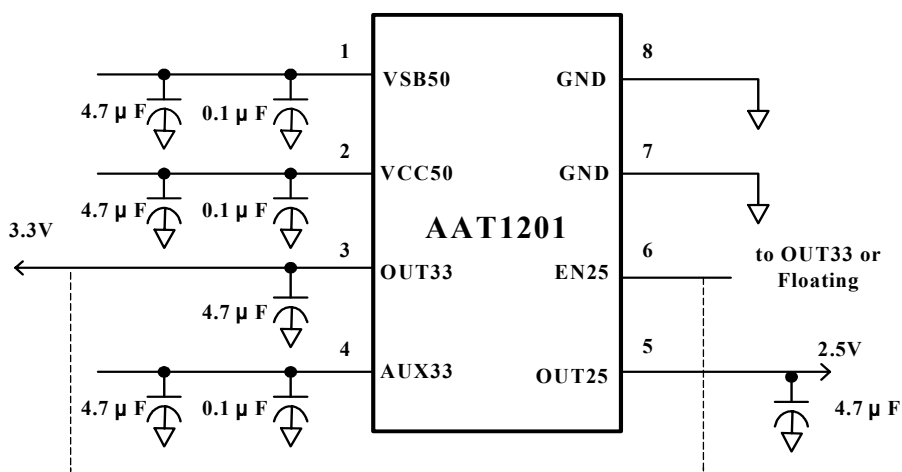 1
VSB50
4.7 μ F
0.1 μ F
2
VCC50
4.7 μ F
0.1 μ F
3.3V
3
OUT33
4.7 μ F
4
AUX33
4.7 μ F
0.1 μ F
AAT1201
8
GND
7
GND
6
EN25
to OUT33 or
Floating
5
OUT25
2.5V
4.7 μ F